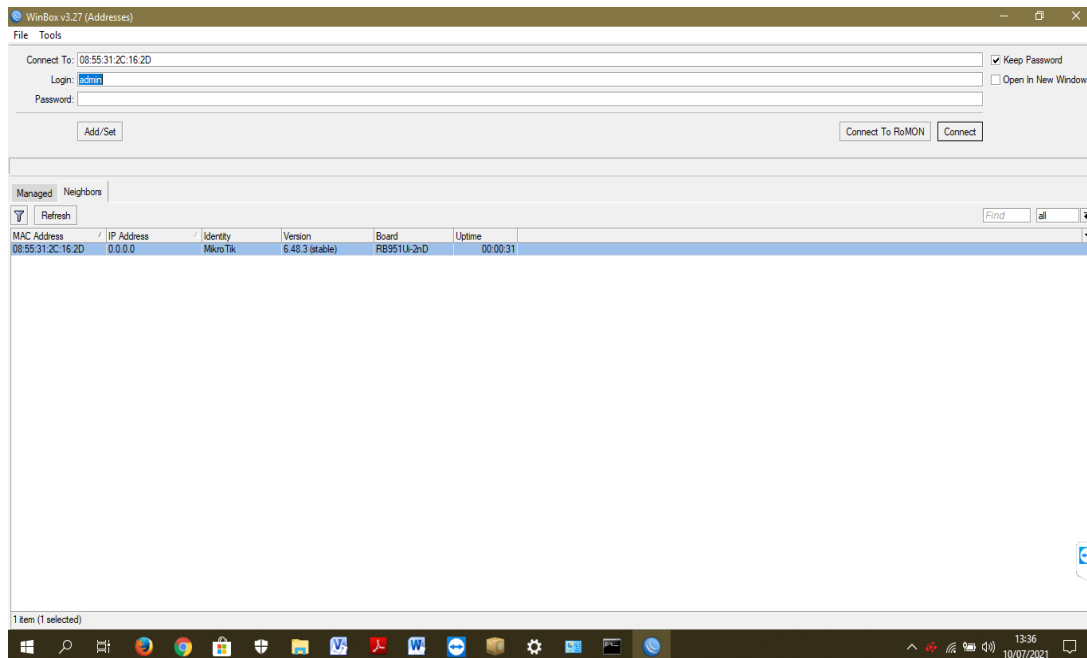 WinBox v3.27 (Addresses)
File Tools
Connect To: 08:55:31:2C:16:2D
Keep Password
Login: admin
Open In New Window
Password:
Add/Set
Connect To RoMON
Connect
Managed Neighbors
Refresh
Find
all
MAC Address IP Address Identity Version Board Uptime
08:55:31:2C:16:2D 0.0.0.0 MikroTik 6.48.3 (stable) RB951Ui-2nD 00:00:31
1 item (1 selected)
13:36
10/07/2021